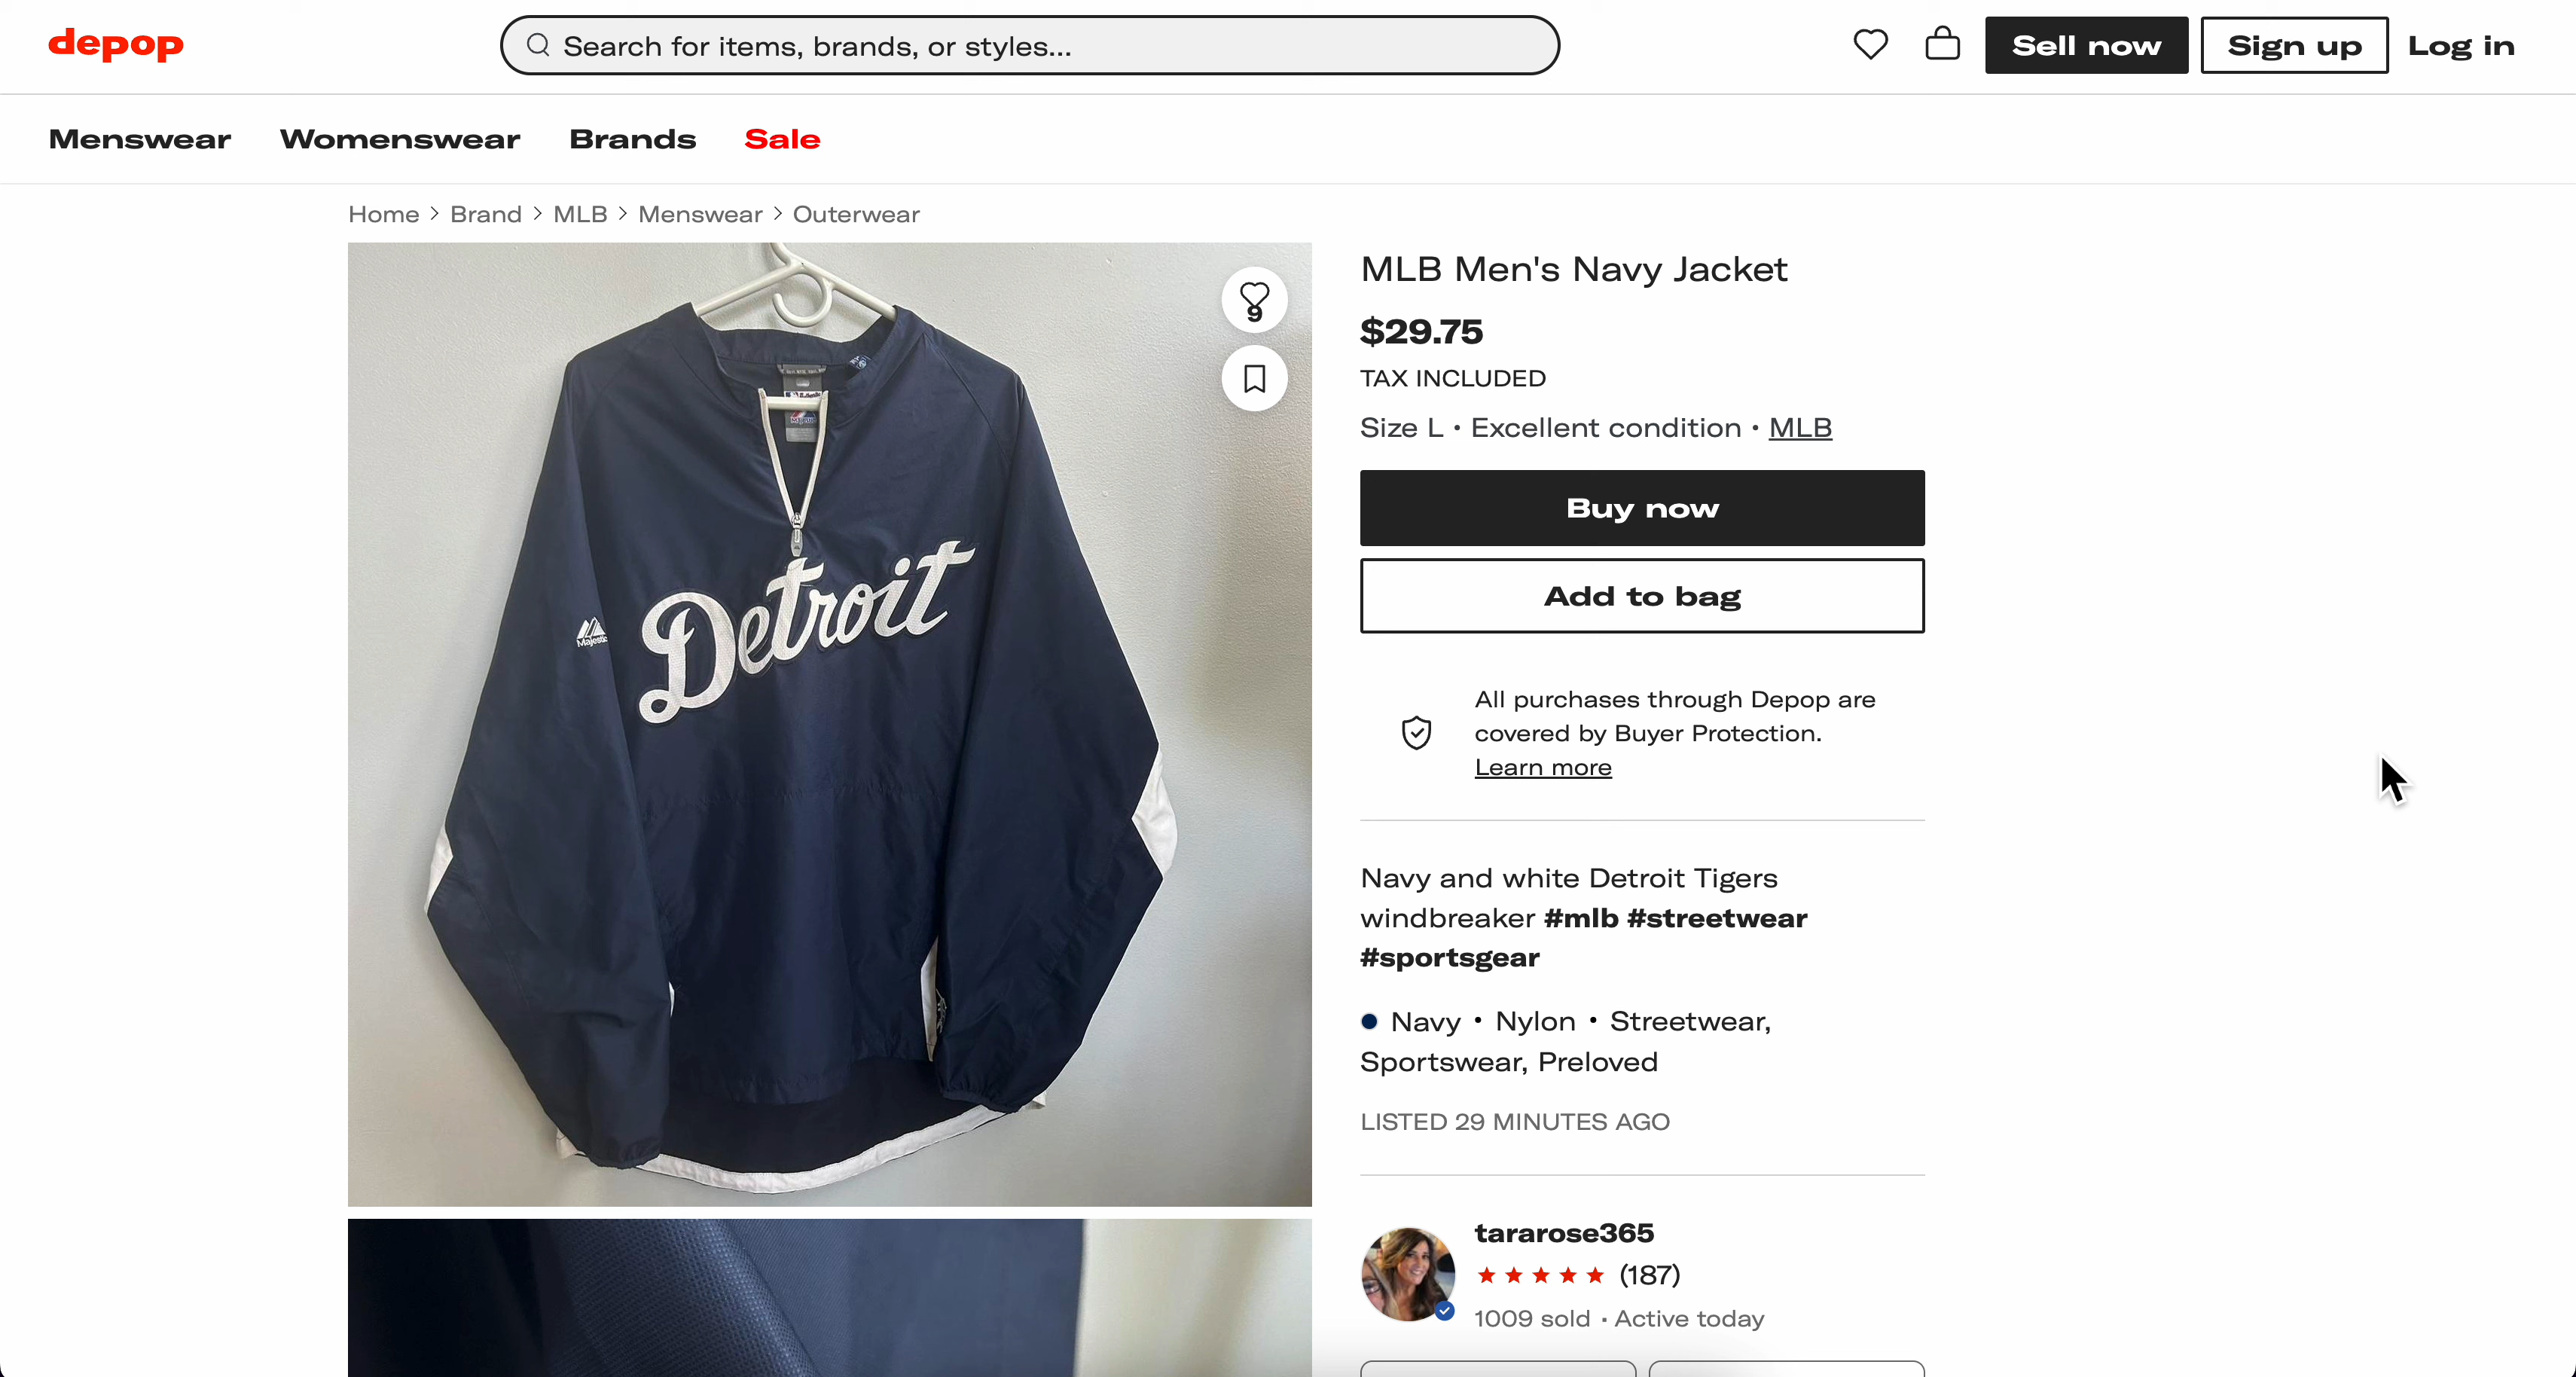 depop
Search for items, brands, or styles...
Sell now
Sign up
Log in
Menswear
Womenswear
Brands
Sale
Home > Brand > MLB > Menswear > Outerwear
9
Majestic
Detroit
MLB Men's Navy Jacket
$29.75
TAX INCLUDED
Size L • Excellent condition • MLB
Buy now
Add to bag
All purchases through Depop are
covered by Buyer Protection.
Learn more
Navy and white Detroit Tigers
windbreaker #mlb #streetwear
#sportsgear
Navy • Nylon • Streetwear,
Sportswear, Preloved
LISTED 29 MINUTES AGO
tararose365
(187)
1009 sold • Active today